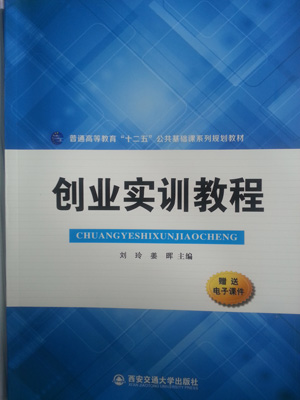 普通高等教育“十二五”公共基础课系列规划教材
创业实训教程
CHUANGYESHIXUNJIAOCHENG
刘 玲 姜 晖 主编
赠 送
电子课件
西安交通大学出版社